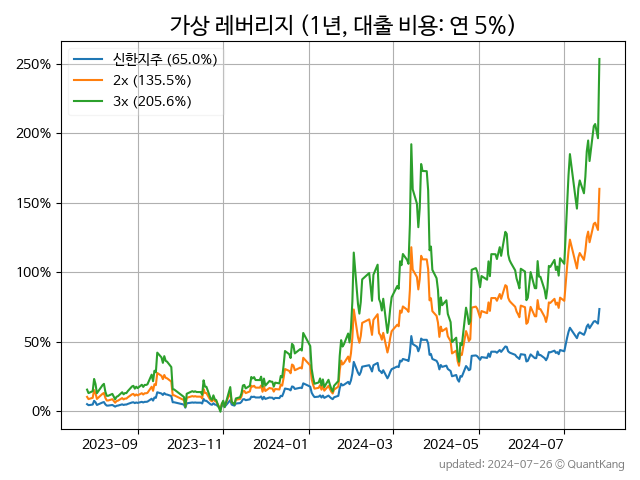 가상 레버리지 (1년, 대출 비용: 연 5%)
250%
200%
150%
100%
50%
0%
신한지주 (65.0%)
2x (135.5%)
3x (205.6%)
2023-09
2023-11
2024-01
2024-03
2024-05
2024-07
updated: 2024-07-26 © QuantKang